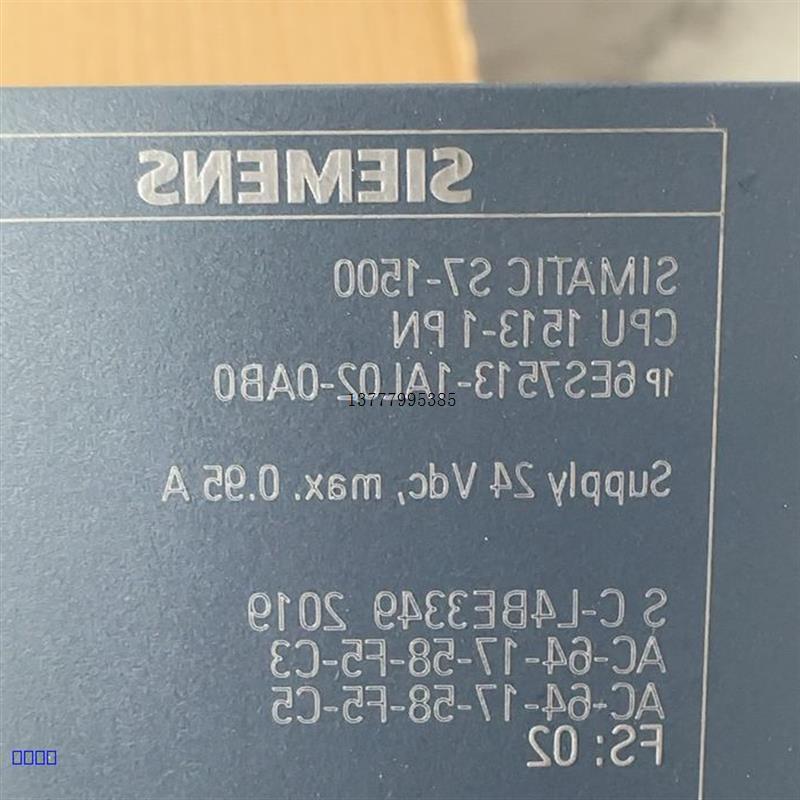 SIEMENS
SIMATIC S7-1500
CPU 1513-1 PN
1P 6ES7513-1AL02-0AB0
13777995385
Supply 24 Vdc, max. 0.95 A
S C-L4BE3349 2019
AC-64-17-58-F5-C3
AC-64-17-58-F5-C5
FS: 02